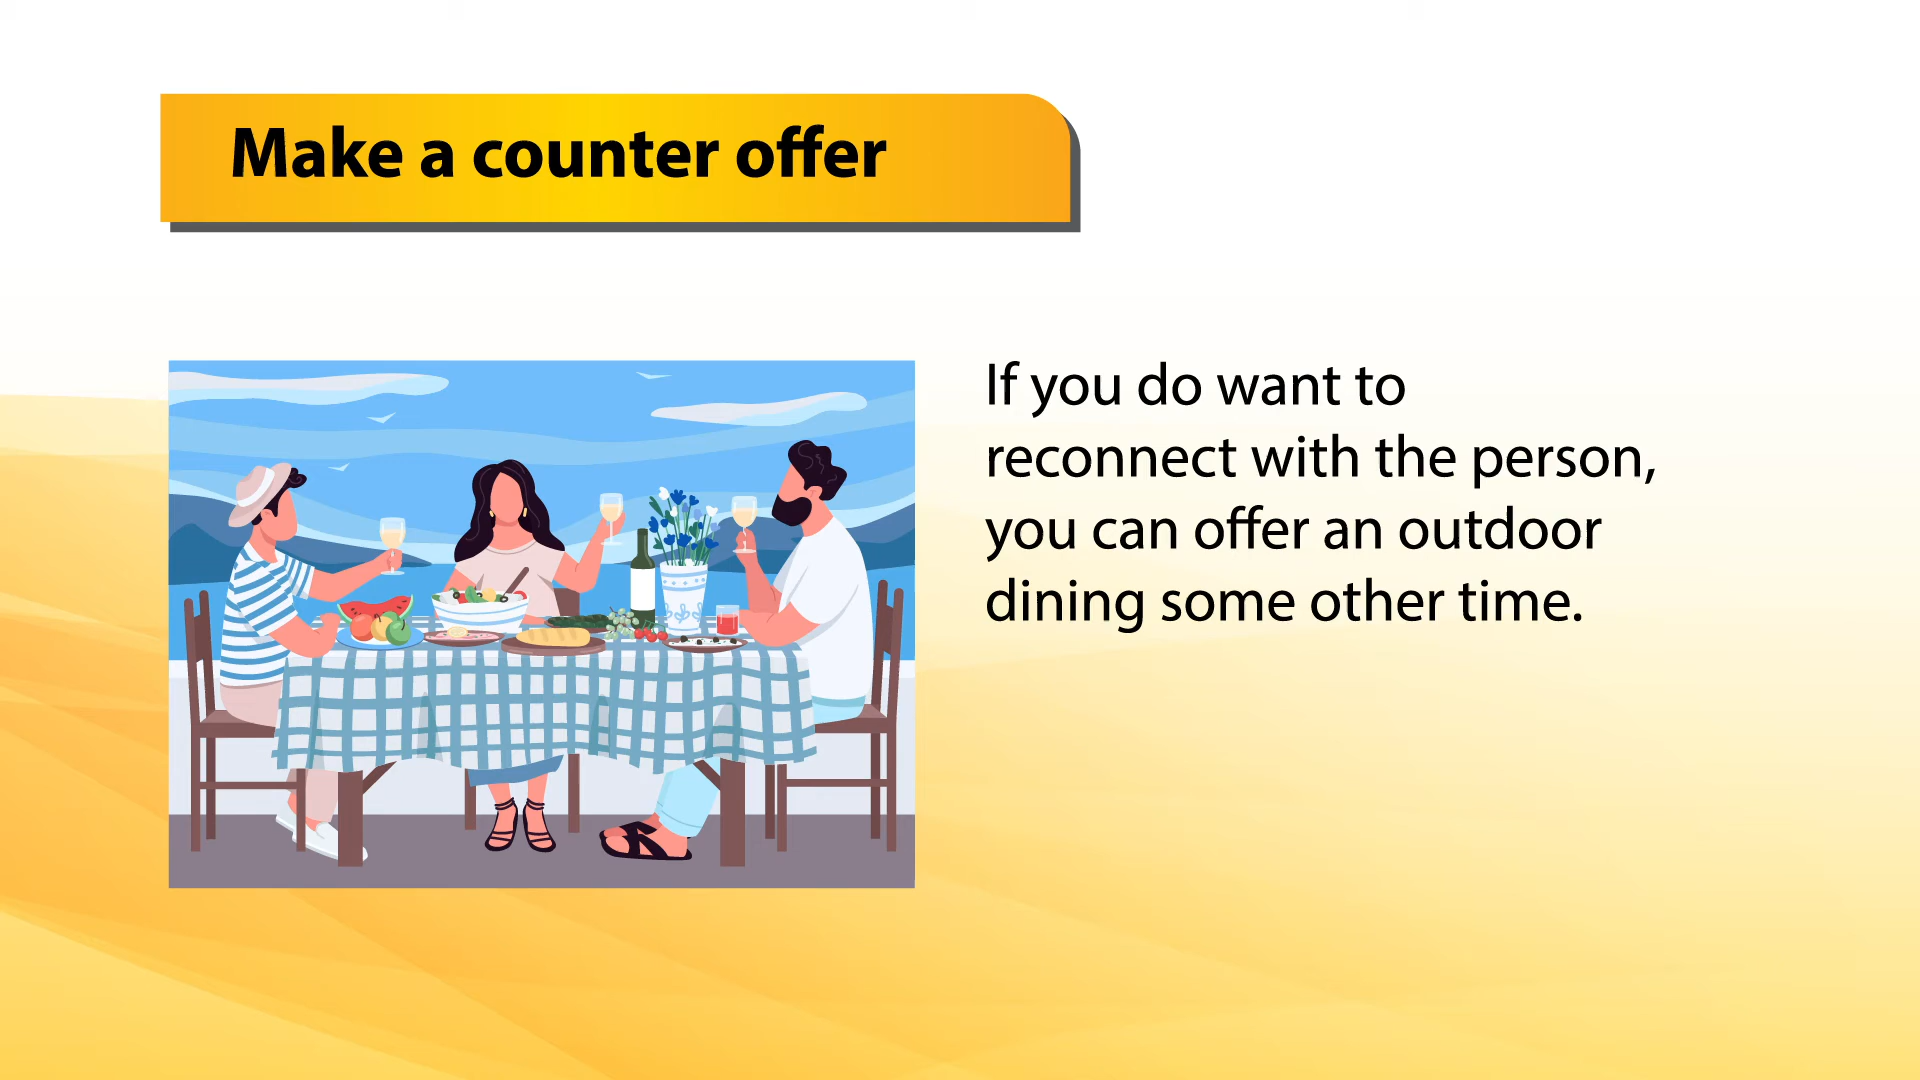 Make a counter offer
If you do want to
reconnect with the person,
you can offer an outdoor
dining some other time.